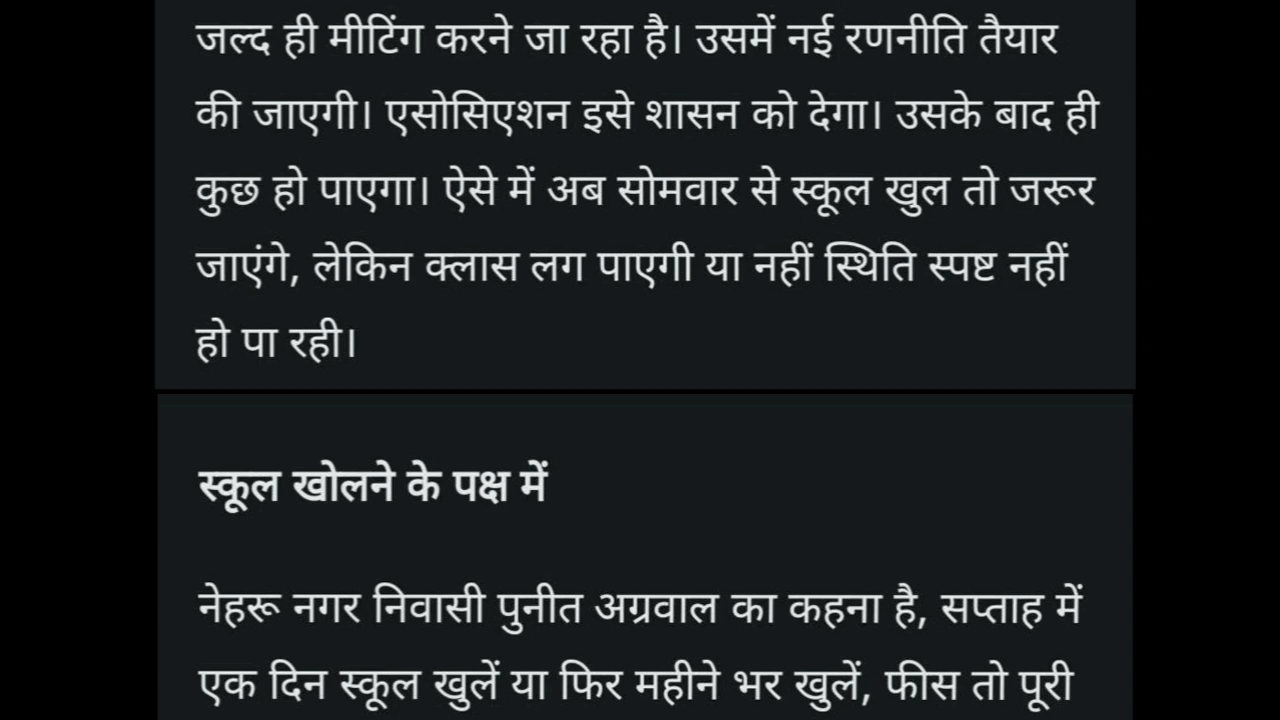 जल्द ही मीटिंग करने जा रहा है। उसमें नई रणनीति तैयार
की जाएगी। एसोसिएशन इसे शासन को देगा। उसके बाद ही
कुछ हो पाएगा। ऐसे में अब सोमवार से स्कूल खुल तो जरूर
जाएंगे, लेकिन क्लास लग पाएगी या नहीं स्थिति स्पष्ट नहीं
हो पा रही।
स्कूल खोलने के पक्ष में
नेहरू नगर निवासी पुनीत अग्रवाल का कहना है, सप्ताह में
एक दिन स्कूल खुलें या फिर महीने भर खुलें, फीस तो पूरी